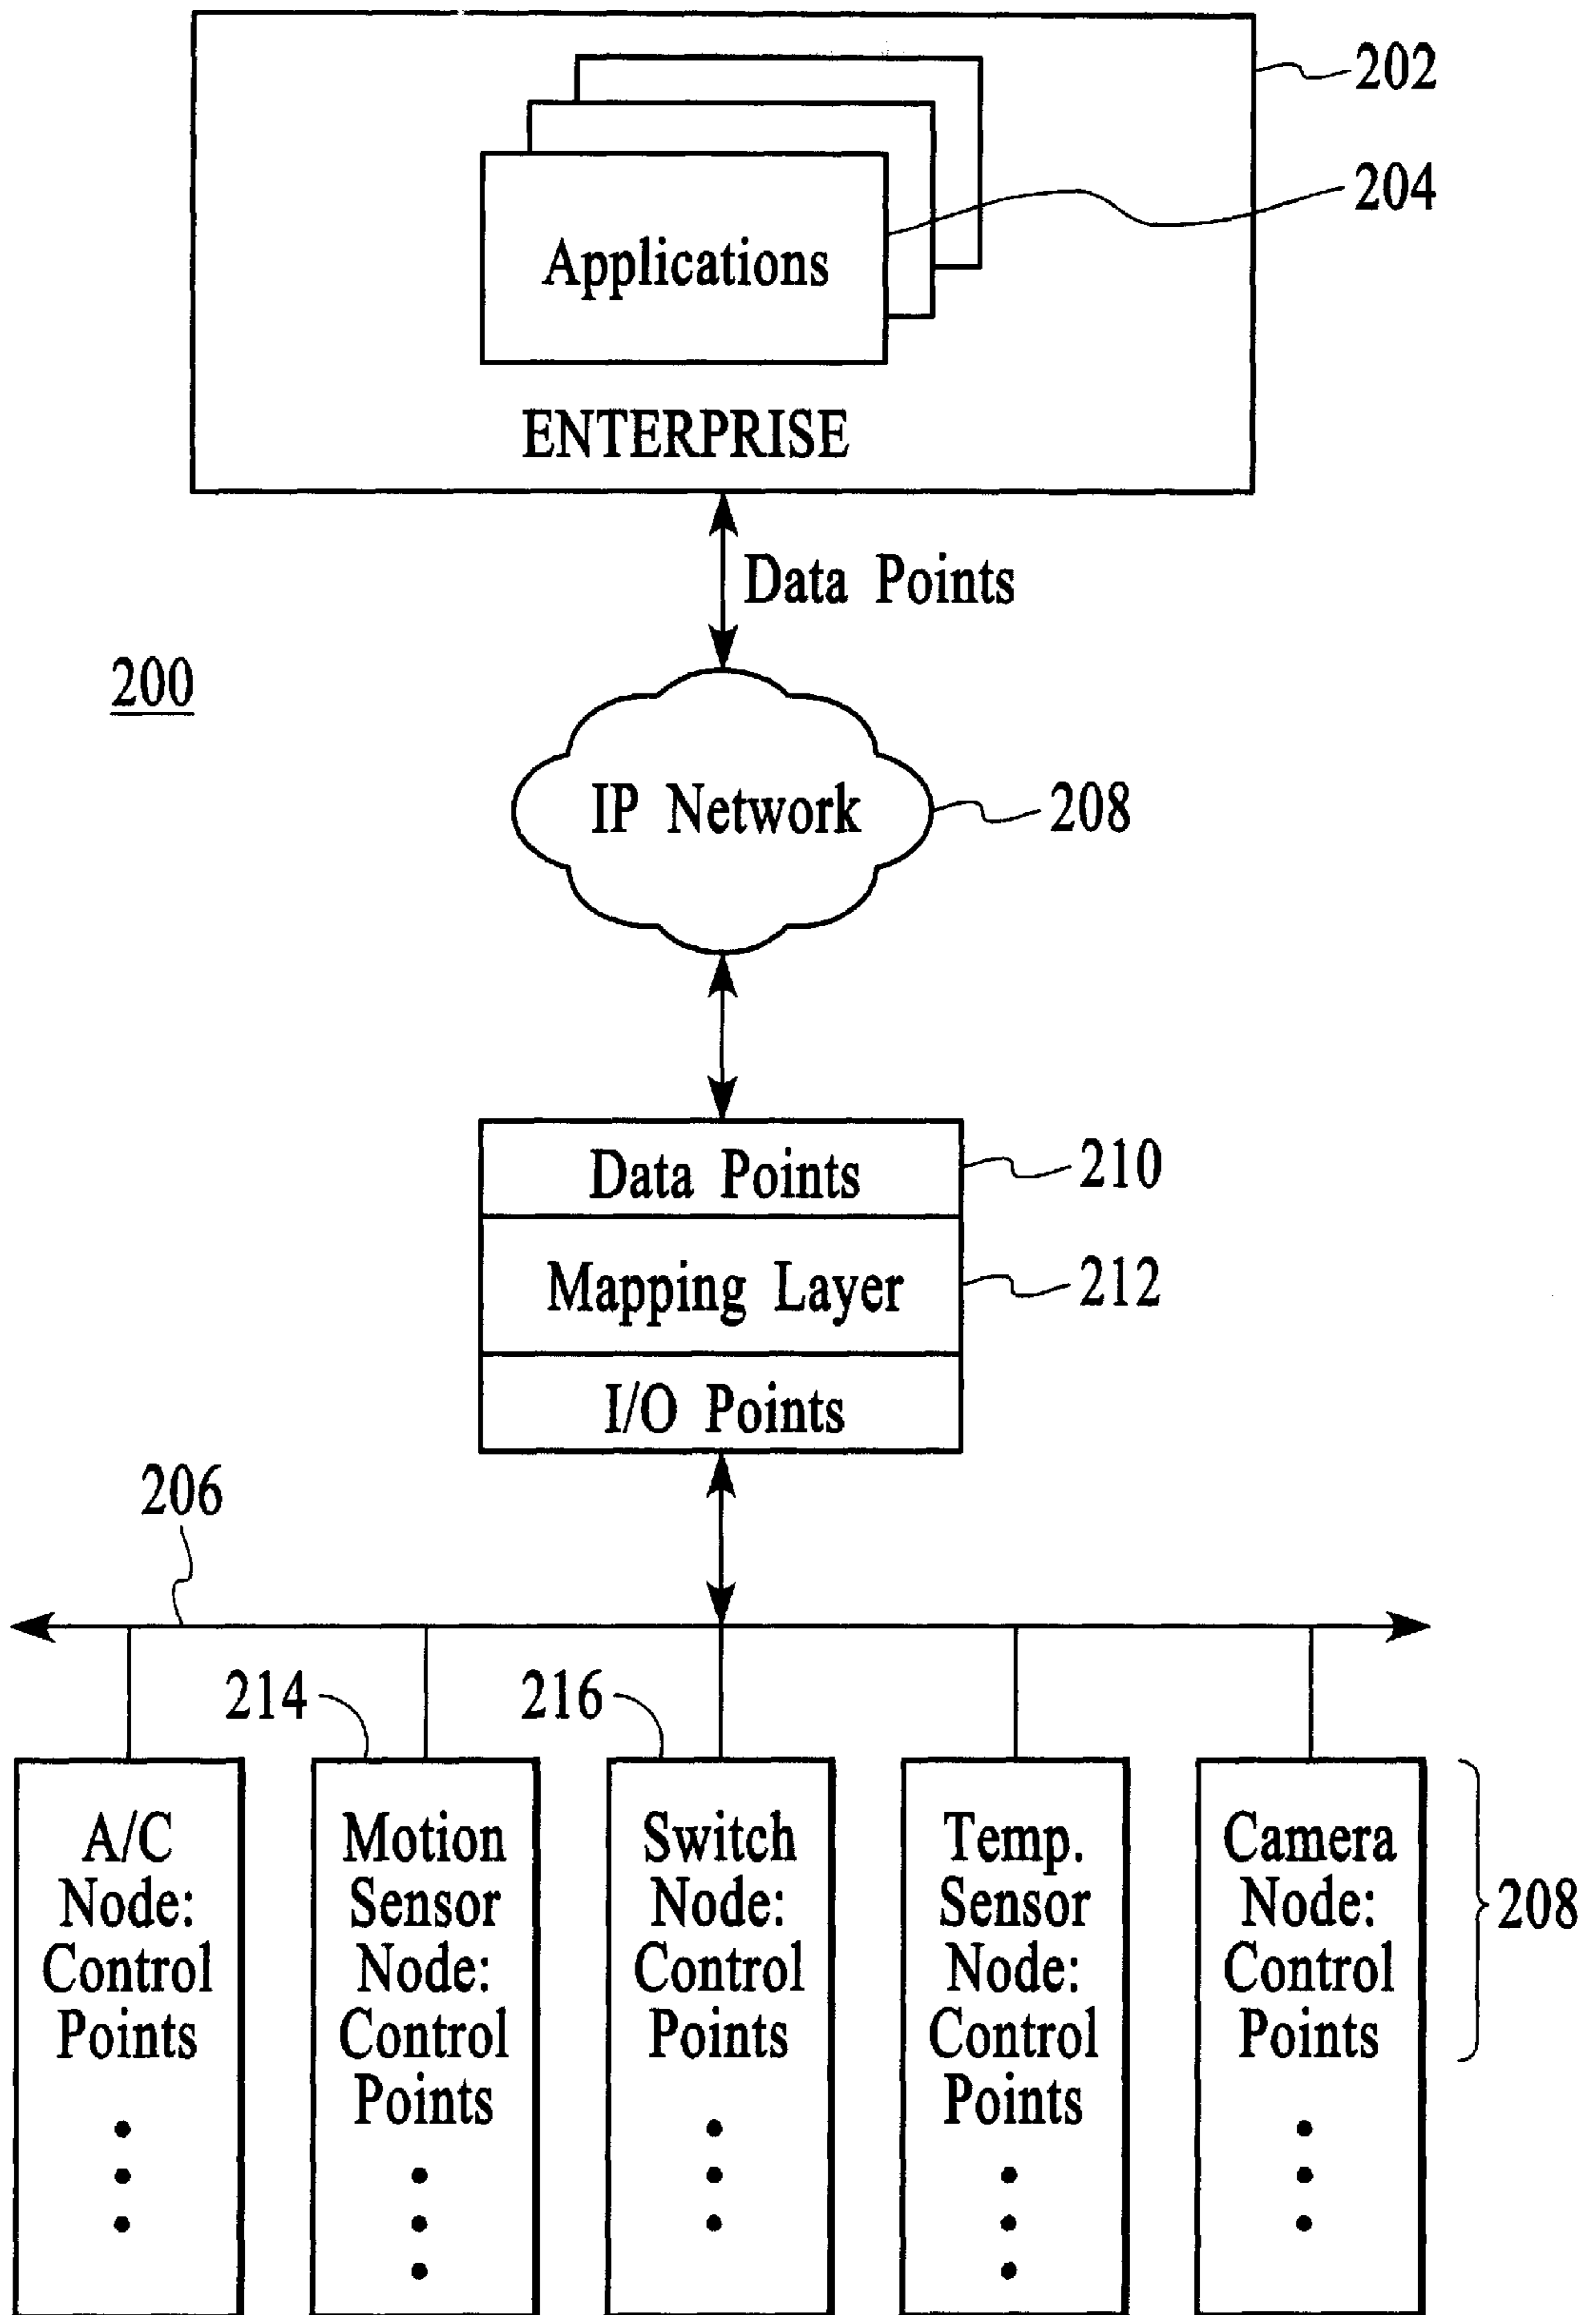 202
204
Applications
ENTERPRISE
Data Points
200
IP Network
208
Data Points
210
Mapping Layer
212
I/O Points
206
214
216
A/C
Node:
Control
Points
Motion
Sensor
Node:
Control
Points
Switch
Node:
Control
Points
Temp.
Sensor
Node:
Control
Points
Camera
Node:
Control
Points
208